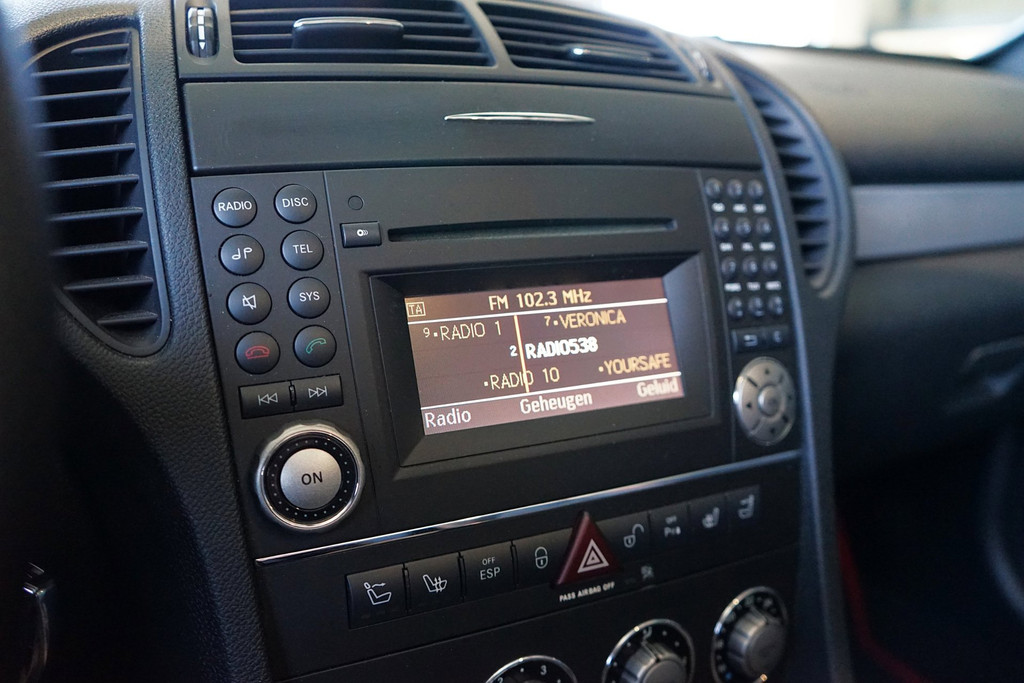 RADIO DISC
TEL
SYS
ON
TA
FM 102.3 MHz
9•RADIO 1
7•VERONICA
2 RADIO538
•RADIO 10
•YOURSAFE
Radio Geheugen Geluid
OFF
ESP
OFF
PASS AIRBAG OFF